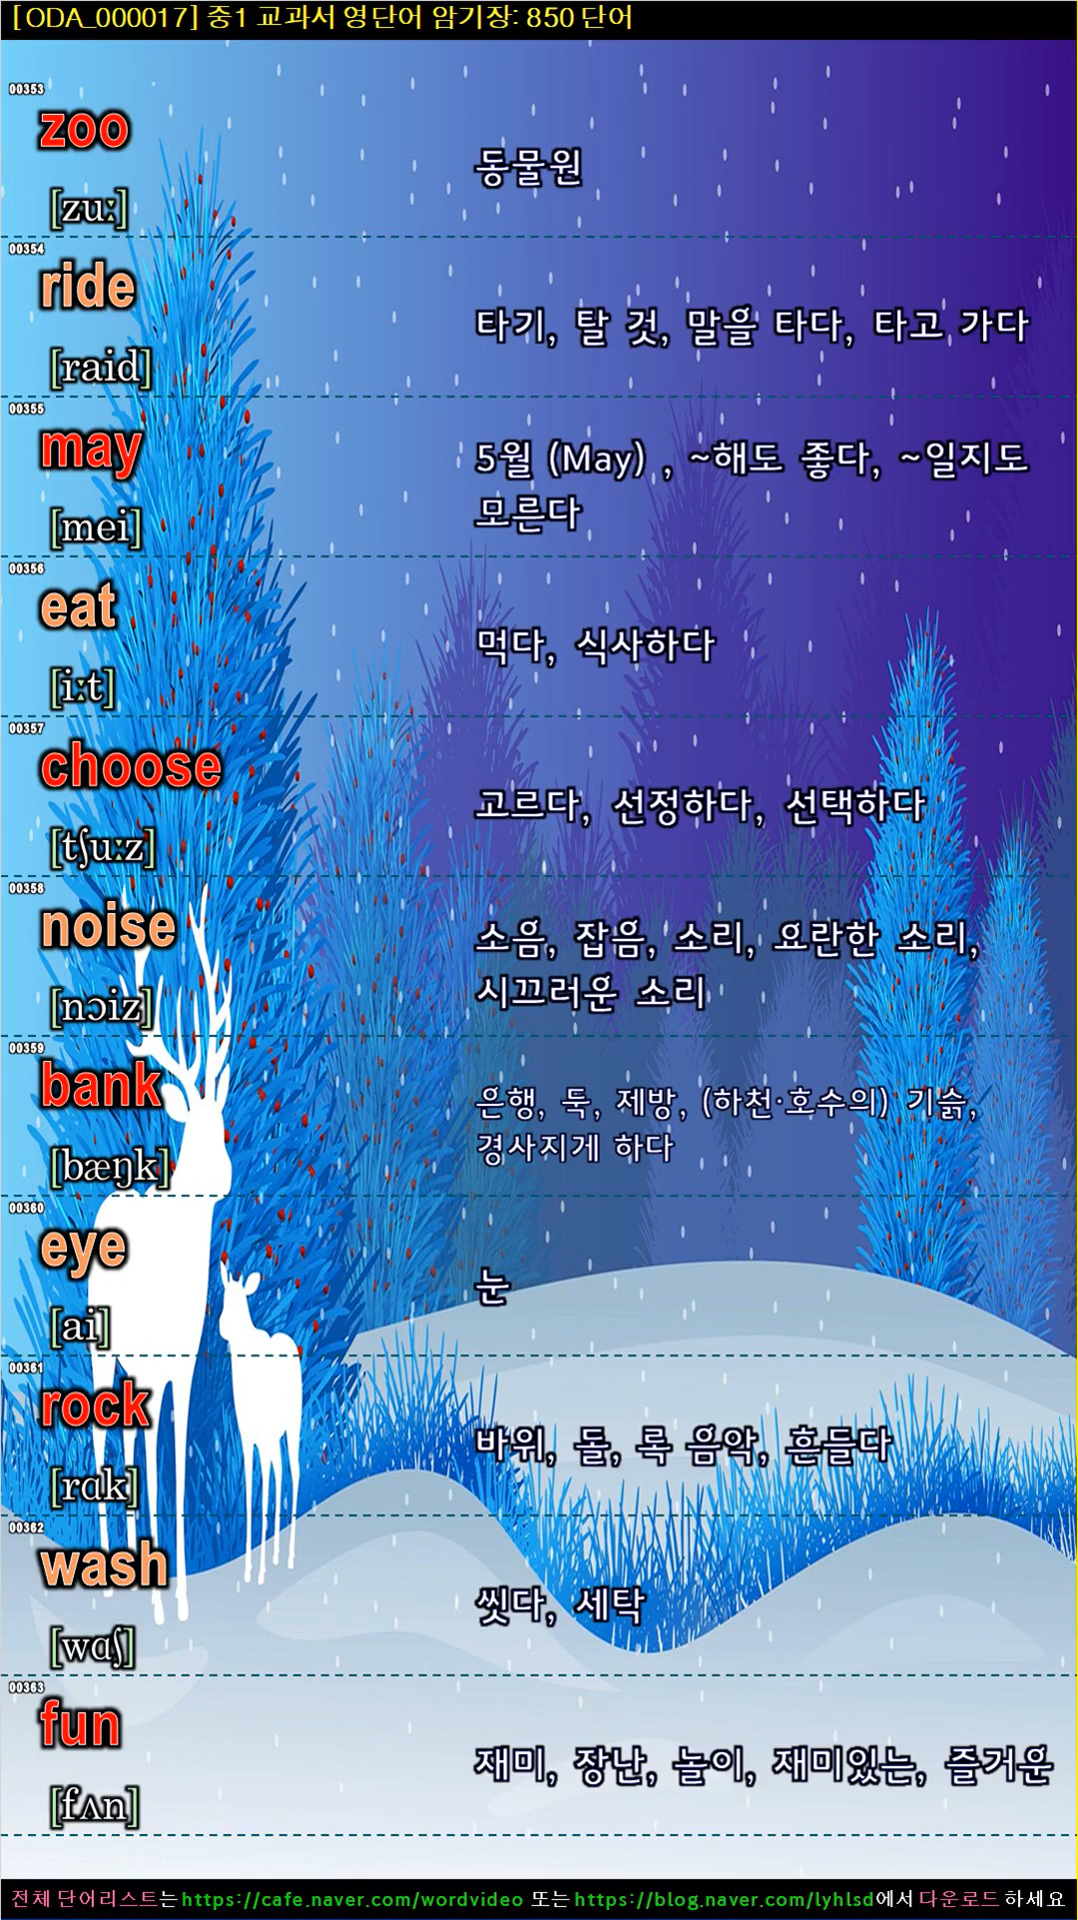 [ODA_000017] 중1 교과서 영단어 암기장: 850 단어
00353
zoo
동물원
[zuː]
00354
ride
타기, 탈 것, 말을 타다, 타고 가다
[raid]
00355
may
5월 (May) , ~해도 좋다, ~일지도
모른다
[mei]
00356
eat
먹다, 식사하다
[iːt]
00357
choose
고르다, 선정하다, 선택하다
[tʃuːz]
00358
noise
소음, 잡음, 소리, 요란한 소리,
시끄러운 소리
[nɔiz]
00359
bank
은행, 둑, 제방, (하천·호수의) 기슭,
경사지게 하다
[bæŋk]
00360
eye
눈
[ai]
00361
rock
바위, 돌, 록 음악, 흔들다
[rɑk]
00362
wash
씻다, 세탁
[wɑʃ]
00363
fun
재미, 장난, 놀이, 재미있는, 즐거운
[fʌn]
전체 단어리스트는 https://cafe.naver.com/wordvideo 또는 https://blog.naver.com/lyhlsd에서 다운로드 하세요